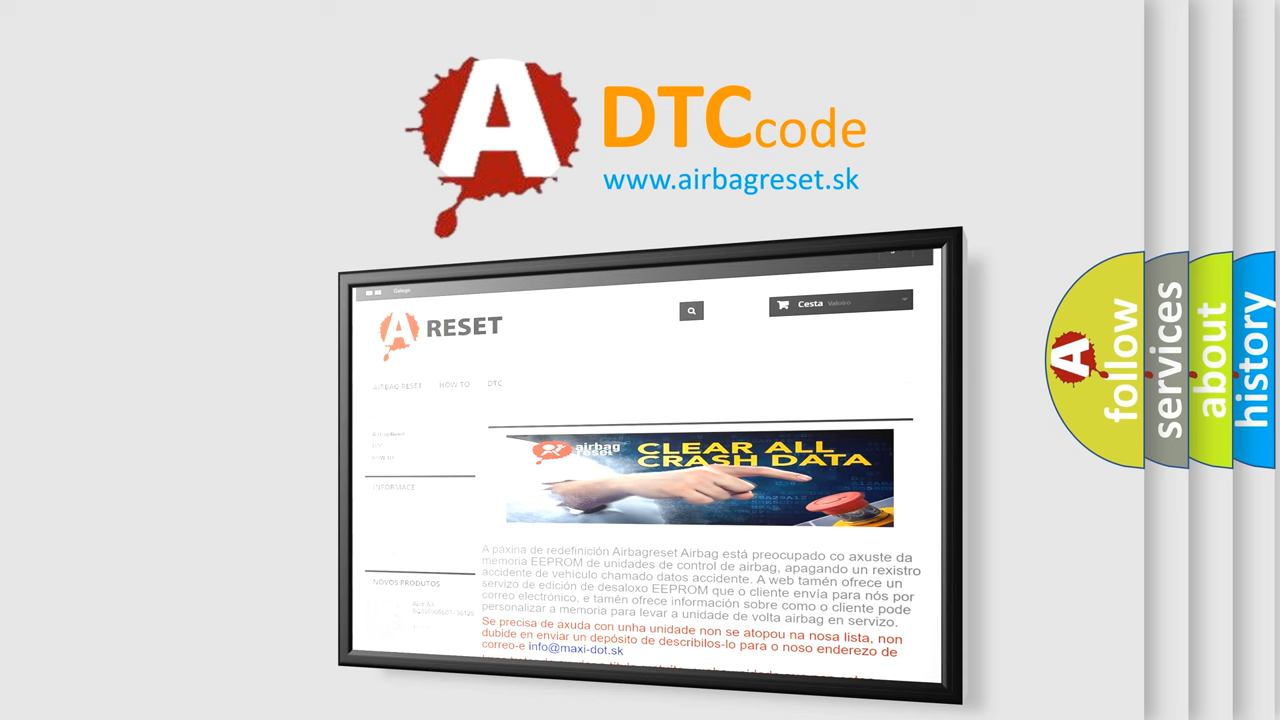 A DTC code
www.airbagreset.sk
Galego
A RESET
Cesta
AIRBAG RESET HOW TO DTC
airbag reset
CLEAR ALL
CRASH DATA
INFORMACE
A páxina de redefinición Airbagreset Airbag está preocupado co axuste da
memoria EEPROM de unidades de control de airbag, apagando un rexistro
accidente de vehículo chamado datos accidente. A web tamén ofrece un
servizo de edición de desaloxo EEPROM que o cliente envía para nós por
correo electrónico, e tamén ofrece información sobre como o cliente pode
personalizar a memoria para levar a unidade de volta airbag en servizo.
Se precisa de axuda con unha unidade non se atopou na nosa lista, non
dubide en enviar un depósito de describilos-lo para o noso enderezo de
correo-e info@maxi-dot.sk
NOVOS PRODUTOS
A follow
services
about
history